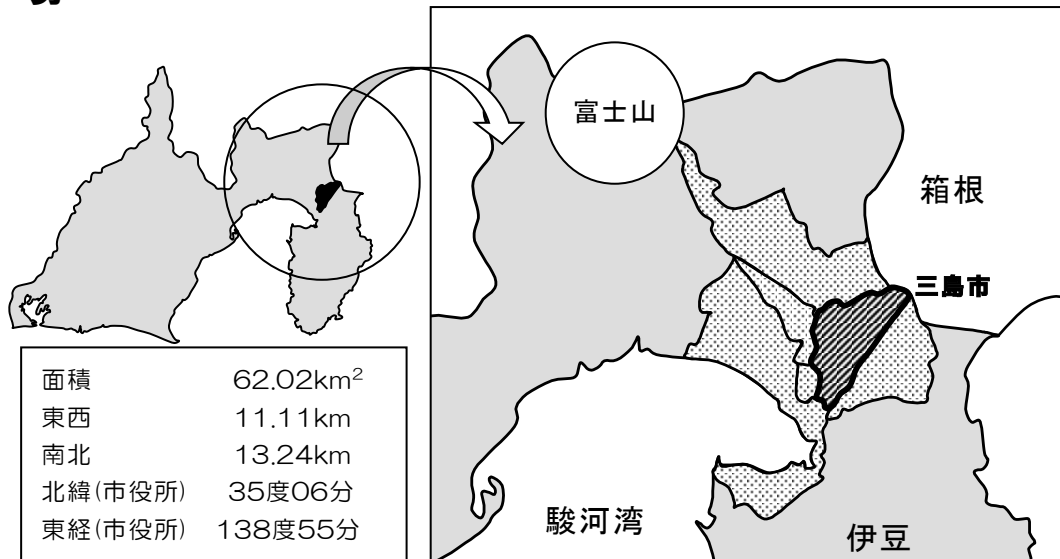 富士山
箱根
三島市
駿河湾
伊豆
面積 62.02km²
東西 11.11km
南北 13.24km
北緯(市役所) 35度06分
東経(市役所) 138度55分